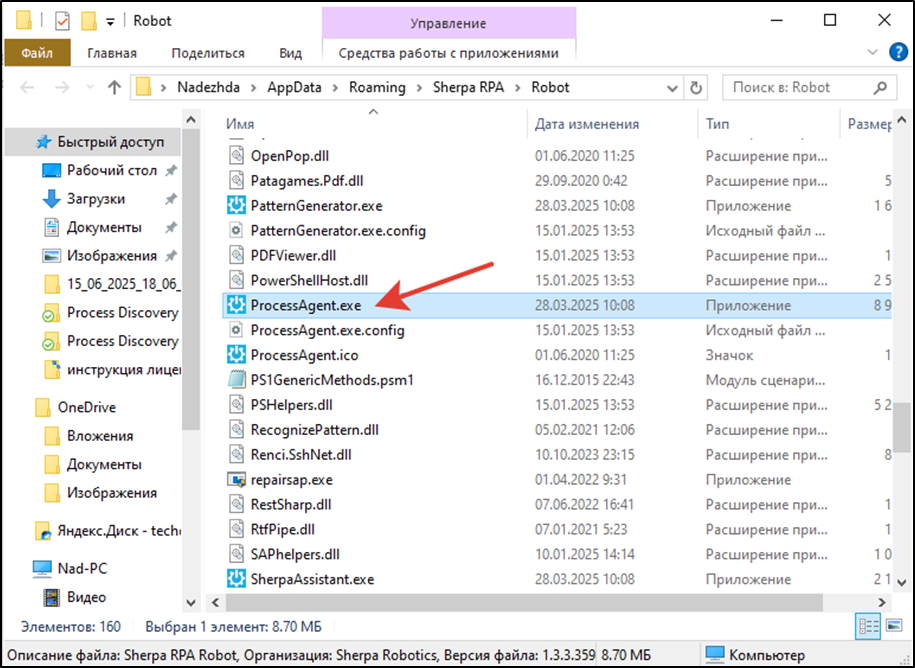 Robot
Управление
Файл Главная Поделиться Вид Средства работы с приложениями
Nadezhda AppData Roaming Sherpa RPA Robot Поиск в: Robot
Имя Дата изменения Тип Размер
Быстрый доступ
Рабочий стол
Загрузки
Документы
Изображения
15_06_2025_18_06_
Process Discovery
Process Discovery
инструкция лице
OneDrive
Вложения
Документы
Изображения
Яндекс.Диск - tech
Nad-PC
Видео
OpenPop.dll 01.06.2020 11:25 Расширение при...
Patagames.Pdf.dll 29.09.2020 0:42 Расширение при... 5
PatternGenerator.exe 28.03.2025 10:08 Приложение 1 6
PatternGenerator.exe.config 15.01.2025 13:53 Исходный файл ...
PDFViewer.dll 15.01.2025 13:53 Расширение при... 1
PowerShellHost.dll 15.01.2025 13:53 Расширение при... 2 5
ProcessAgent.exe 28.03.2025 10:08 Приложение 8 9
ProcessAgent.exe.config 15.01.2025 13:53 Исходный файл ...
ProcessAgent.ico 01.06.2020 11:25 Значок 1
PS1GenericMethods.psm1 16.12.2015 22:43 Модуль сценари...
PSHelpers.dll 15.01.2025 13:53 Расширение при... 5 2
RecognizePattern.dll 05.02.2021 12:06 Расширение при...
Renci.SshNet.dll 10.10.2023 23:15 Расширение при... 8
repairsap.exe 01.04.2022 9:31 Приложение
RestSharp.dll 07.06.2022 16:41 Расширение при... 1
RtfPipe.dll 07.01.2021 5:23 Расширение при... 1
SAPhelpers.dll 10.01.2025 14:14 Расширение при... 1 0
SherpaAssistant.exe 28.03.2025 10:08 Приложение 2 1
Элементов: 160 Выбран 1 элемент: 8.70 МБ
Описание файла: Sherpa RPA Robot, Организация: Sherpa Robotics, Версия файла: 1.3.3.359 8.70 МБ Компьютер